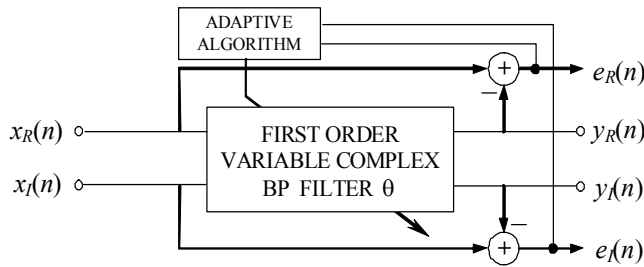 ADAPTIVE
ALGORITHM
+
e_R(n)
−
x_R(n)
FIRST ORDER
VARIABLE COMPLEX
BP FILTER θ
y_R(n)
x_I(n)
y_I(n)
−
+
e_I(n)